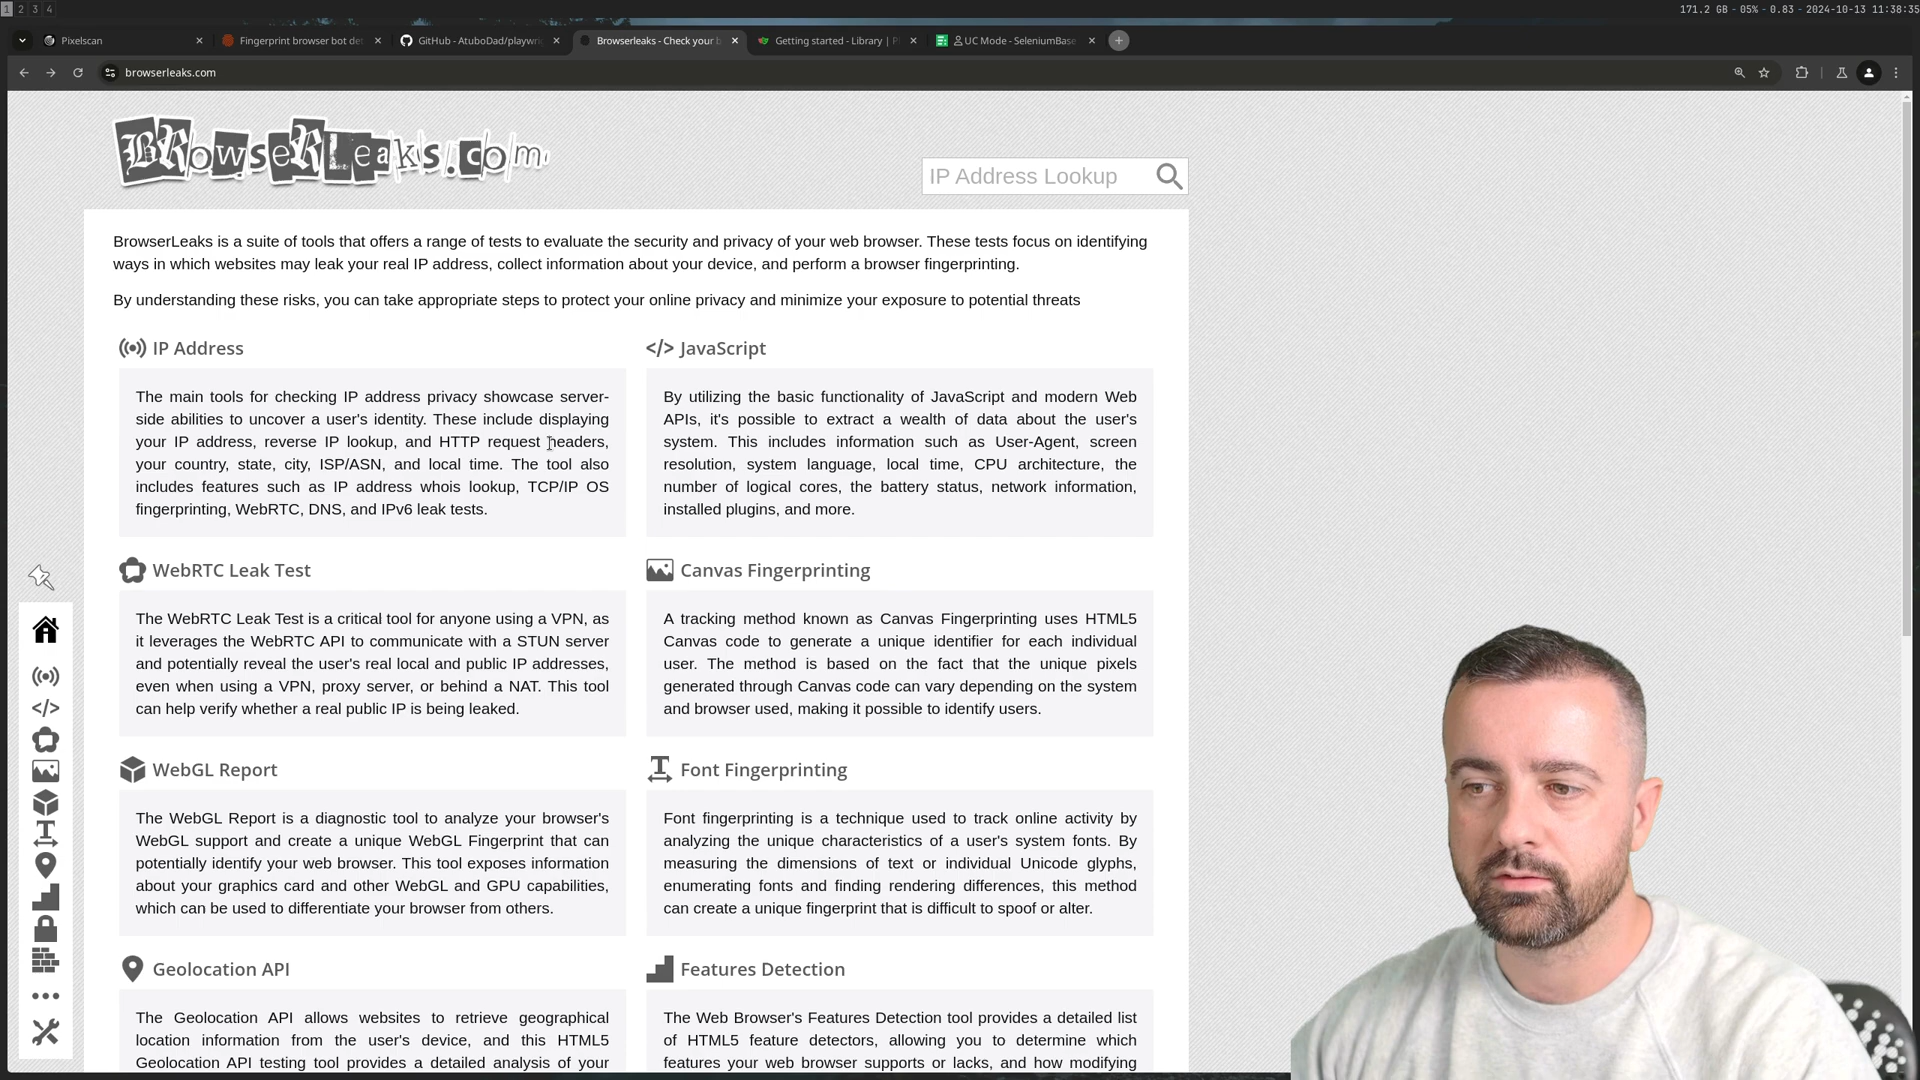 1 2 3 4
171.2 GB - 05% - 0.83 - 2024-10-13 11:38:35
Pixelscan
Fingerprint browser bot det
GitHub - AtuboDad/playwri
Browserleaks - Check your b
Getting started - Library | P
UC Mode - SeleniumBase
browserleaks.com
BRowseRLeaks.com
IP Address Lookup
BrowserLeaks is a suite of tools that offers a range of tests to evaluate the security and privacy of your web browser. These tests focus on identifying
ways in which websites may leak your real IP address, collect information about your device, and perform a browser fingerprinting.
By understanding these risks, you can take appropriate steps to protect your online privacy and minimize your exposure to potential threats
IP Address
The main tools for checking IP address privacy showcase server-
side abilities to uncover a user's identity. These include displaying
your IP address, reverse IP lookup, and HTTP request headers,
your country, state, city, ISP/ASN, and local time. The tool also
includes features such as IP address whois lookup, TCP/IP OS
fingerprinting, WebRTC, DNS, and IPv6 leak tests.
</> JavaScript
By utilizing the basic functionality of JavaScript and modern Web
APIs, it's possible to extract a wealth of data about the user's
system. This includes information such as User-Agent, screen
resolution, system language, local time, CPU architecture, the
number of logical cores, the battery status, network information,
installed plugins, and more.
WebRTC Leak Test
The WebRTC Leak Test is a critical tool for anyone using a VPN, as
it leverages the WebRTC API to communicate with a STUN server
and potentially reveal the user's real local and public IP addresses,
even when using a VPN, proxy server, or behind a NAT. This tool
can help verify whether a real public IP is being leaked.
Canvas Fingerprinting
A tracking method known as Canvas Fingerprinting uses HTML5
Canvas code to generate a unique identifier for each individual
user. The method is based on the fact that the unique pixels
generated through Canvas code can vary depending on the system
and browser used, making it possible to identify users.
WebGL Report
The WebGL Report is a diagnostic tool to analyze your browser's
WebGL support and create a unique WebGL Fingerprint that can
potentially identify your web browser. This tool exposes information
about your graphics card and other WebGL and GPU capabilities,
which can be used to differentiate your browser from others.
Font Fingerprinting
Font fingerprinting is a technique used to track online activity by
analyzing the unique characteristics of a user's system fonts. By
measuring the dimensions of text or individual Unicode glyphs,
enumerating fonts and finding rendering differences, this method
can create a unique fingerprint that is difficult to spoof or alter.
Geolocation API
The Geolocation API allows websites to retrieve geographical
location information from the user's device, and this HTML5
Geolocation API testing tool provides a detailed analysis of your
Features Detection
The Web Browser's Features Detection tool provides a detailed list
of HTML5 feature detectors, allowing you to determine which
features your web browser supports or lacks, and how modifying